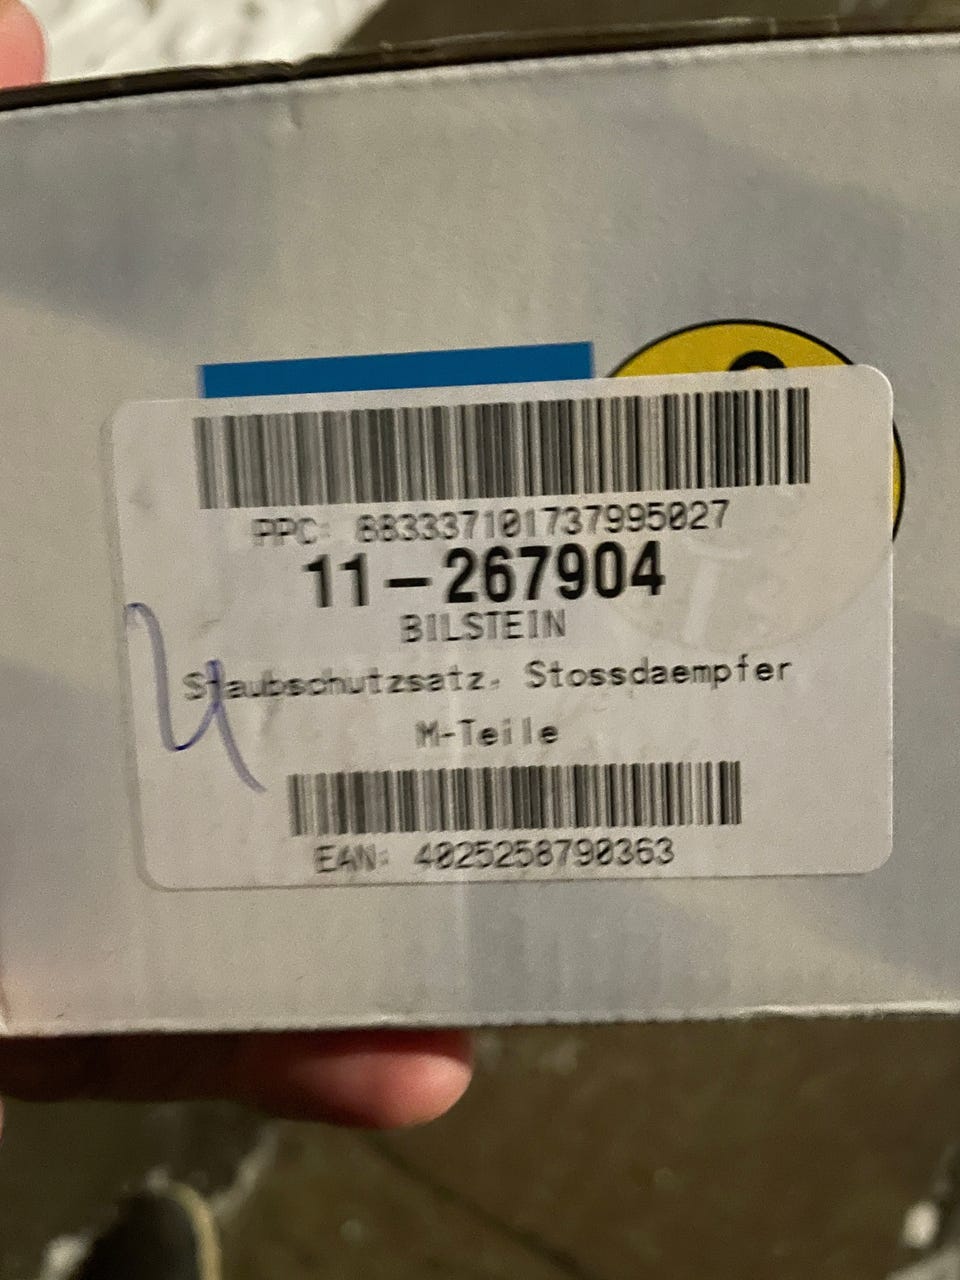 PPC: 883337101737995027
11-267904
BILSTEIN
Staubschutzsatz, Stossdaempfer
M-Teile
EAN: 4025258790363